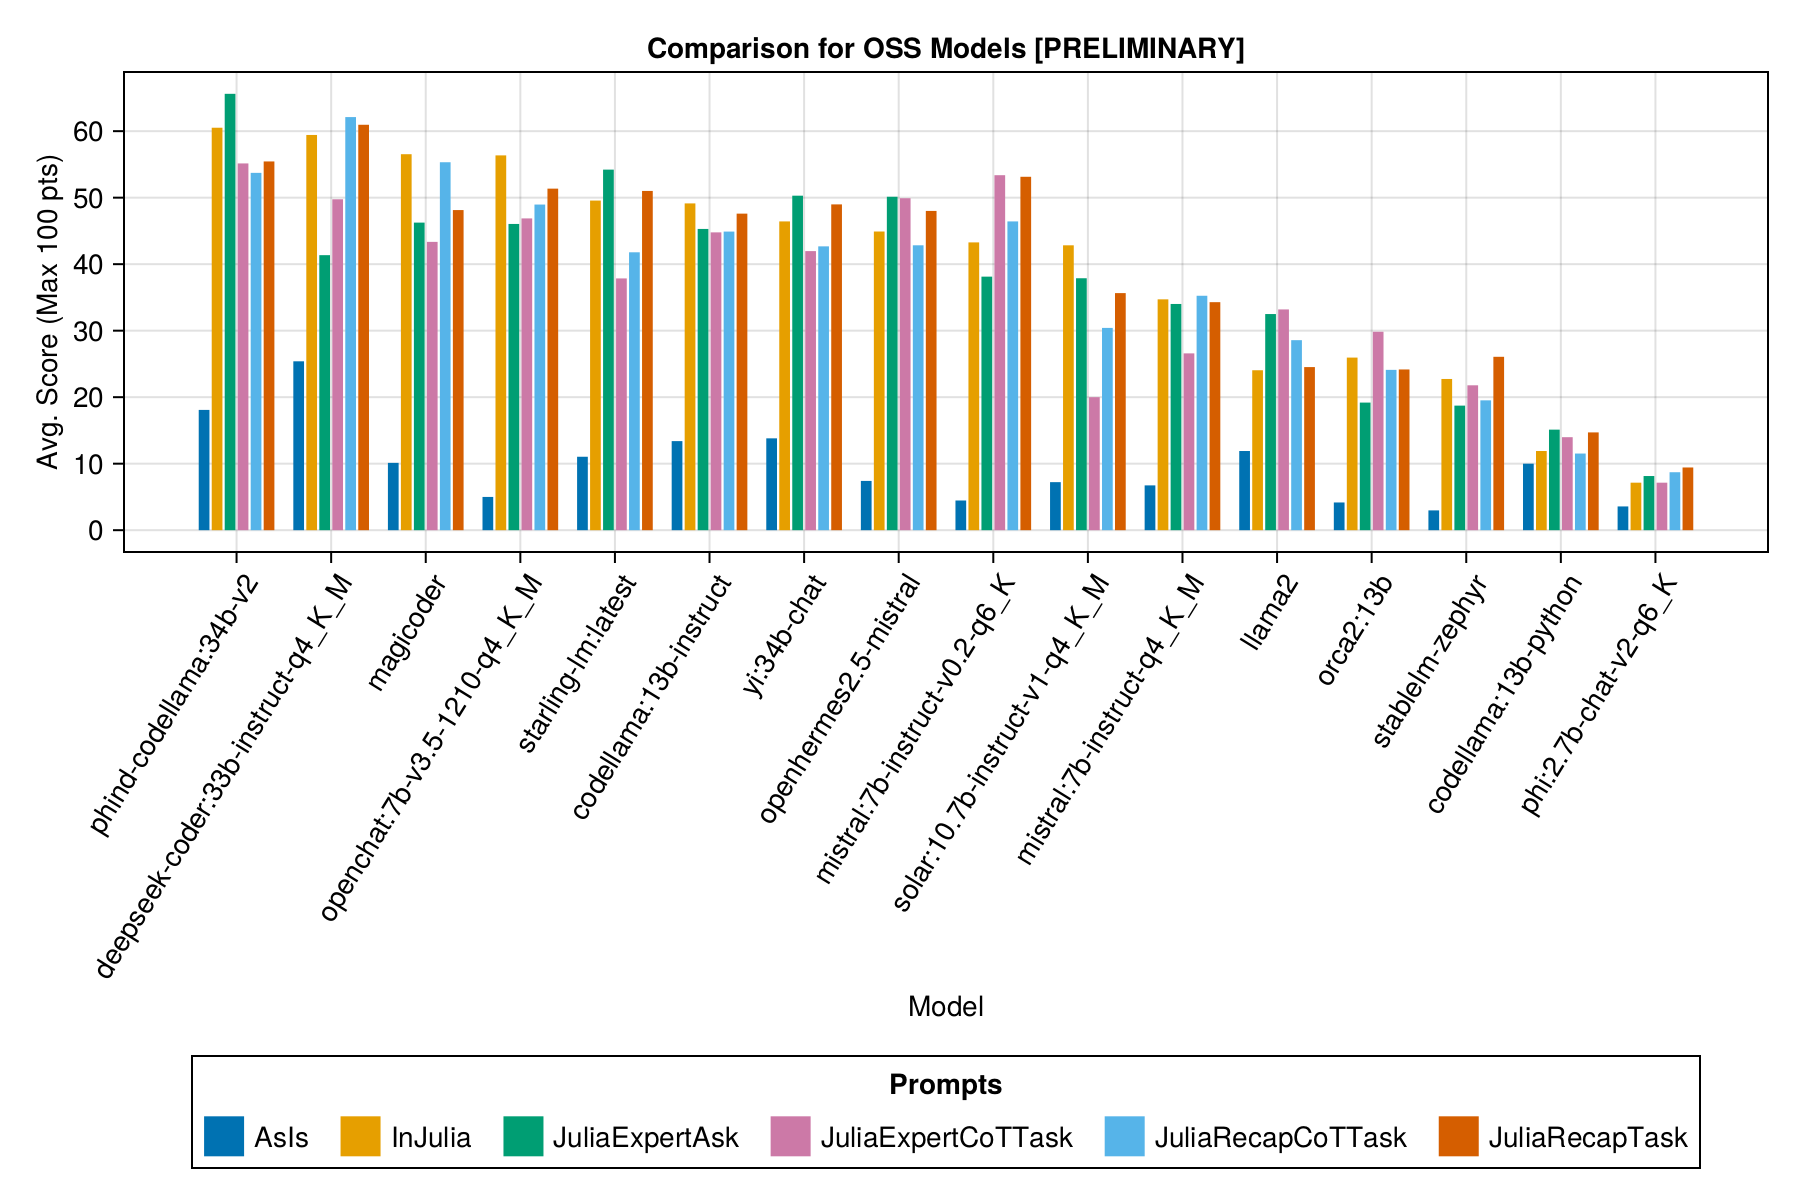 Comparison for OSS Models [PRELIMINARY]
Avg. Score (Max 100 pts)
60
50
40
30
20
10
0
phind-codellama:34b-v2
deepseek-coder:33b-instruct-q4_K_M
magicoder
openchat:7b-v3.5-1210-q4_K_M
starling-lm:latest
codellama:13b-instruct
yi:34b-chat
openhermes2.5-mistral
mistral:7b-instruct-v0.2-q6_K
solar:10.7b-instruct-v1-q4_K_M
mistral:7b-instruct-q4_K_M
llama2
orca2:13b
stablelm-zephyr
codellama:13b-python
phi:2.7b-chat-v2-q6_K
Model
Prompts
AsIs InJulia JuliaExpertAsk JuliaExpertCoTTask JuliaRecapCoTTask JuliaRecapTask